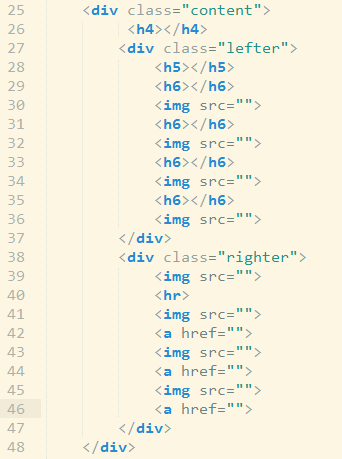 25 <div class="content">
26 <h4></h4>
27 <div class="lefter">
28 <h5></h5>
29 <h6></h6>
30 <img src="">
31 <h6></h6>
32 <img src="">
33 <h6></h6>
34 <img src="">
35 <h6></h6>
36 <img src="">
37 </div>
38 <div class="righter">
39 <img src="">
40 <hr>
41 <img src="">
42 <a href="">
43 <img src="">
44 <a href="">
45 <img src="">
46 <a href="">
47 </div>
48 </div>